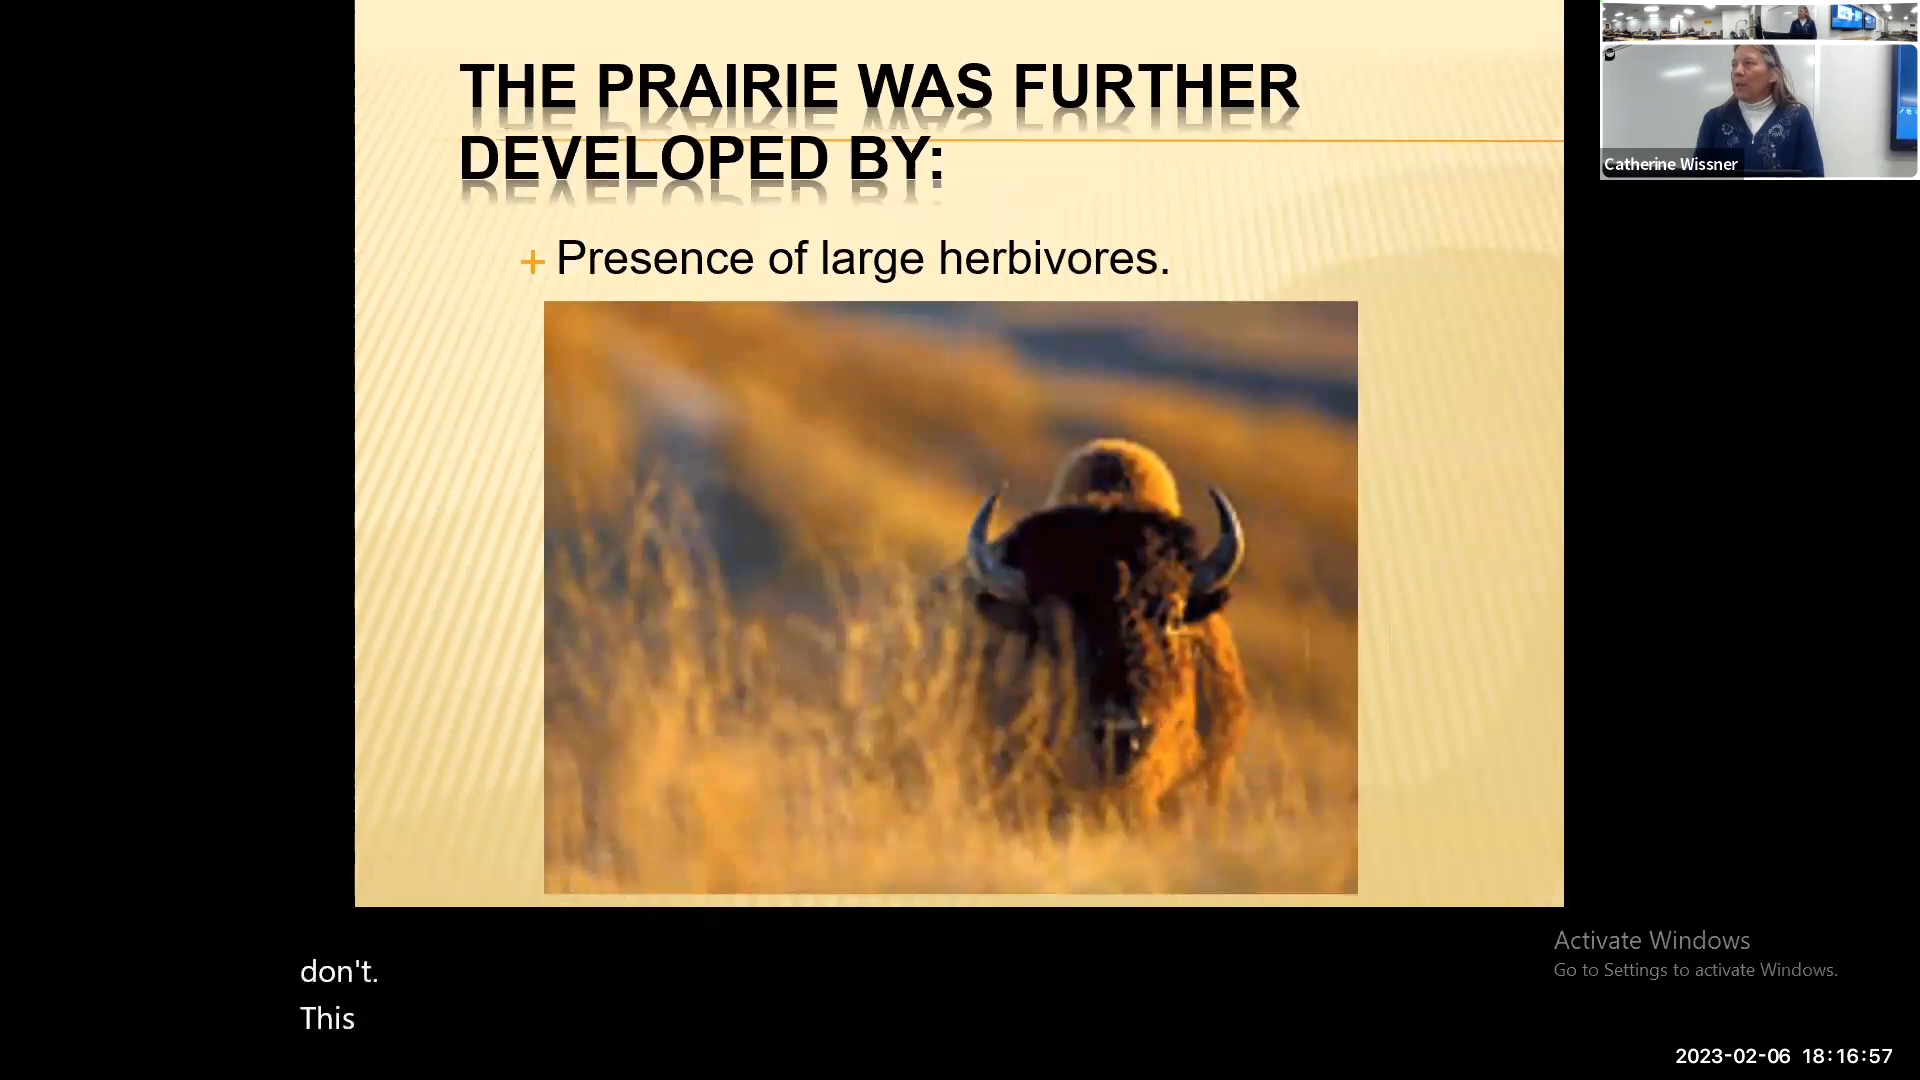 THE PRAIRIE WAS FURTHER
DEVELOPED BY:
+ Presence of large herbivores.
Catherine Wissner
don't.
This
Activate Windows
Go to Settings to activate Windows.
2023-02-06 18:16:57